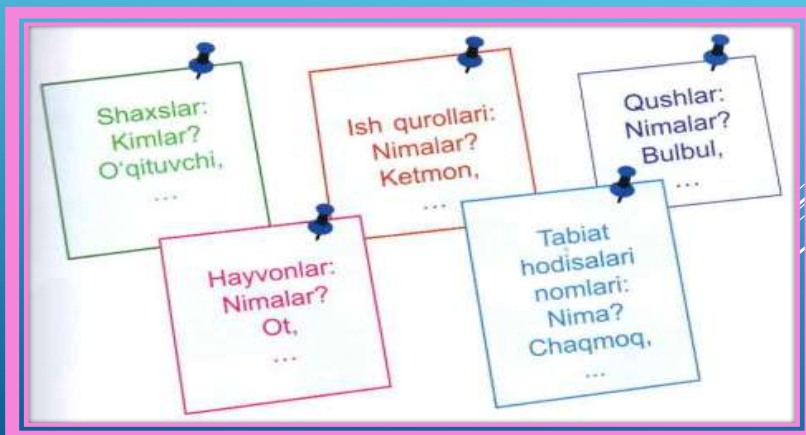 Shaxslar:
Kimlar?
O‘qituvchi,
...
Ish qurollari:
Nimalar?
Ketmon,
...
Qushlar:
Nimalar?
Bulbul,
...
Hayvonlar:
Nimalar?
Ot,
...
Tabiat
hodisalari
nomlari:
Nima?
Chaqmoq,
...